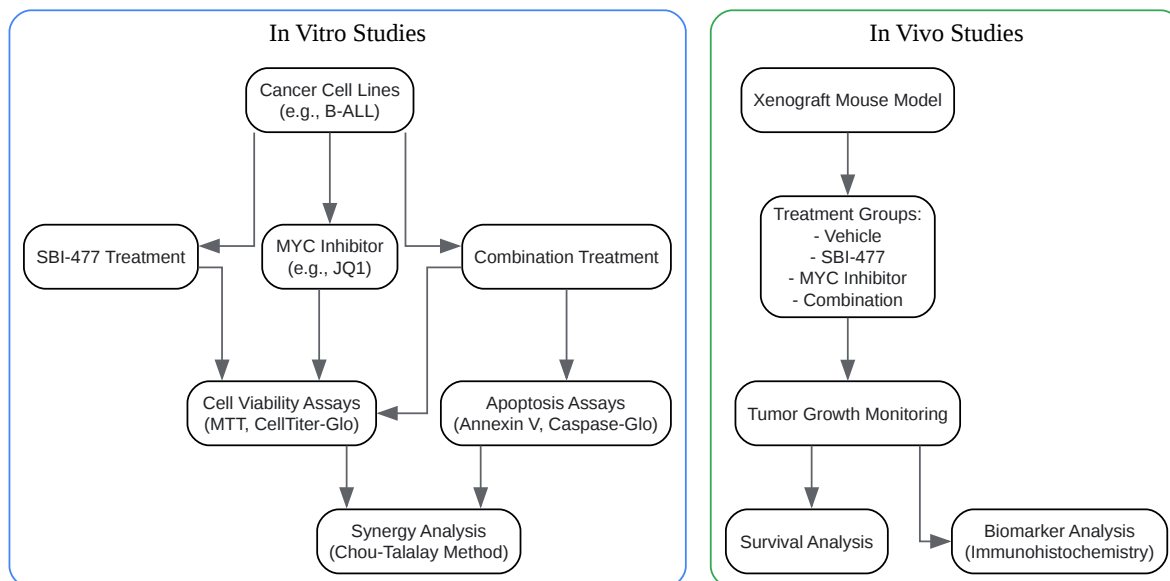 In Vitro Studies
Cancer Cell Lines
(e.g., B-ALL)
SBI-477 Treatment
MYC Inhibitor
(e.g., JQ1)
Combination Treatment
Cell Viability Assays
(MTT, CellTiter-Glo)
Apoptosis Assays
(Annexin V, Caspase-Glo)
Synergy Analysis
(Chou-Talalay Method)
In Vivo Studies
Xenograft Mouse Model
Treatment Groups:
- Vehicle
- SBI-477
- MYC Inhibitor
- Combination
Tumor Growth Monitoring
Survival Analysis
Biomarker Analysis
(Immunohistochemistry)